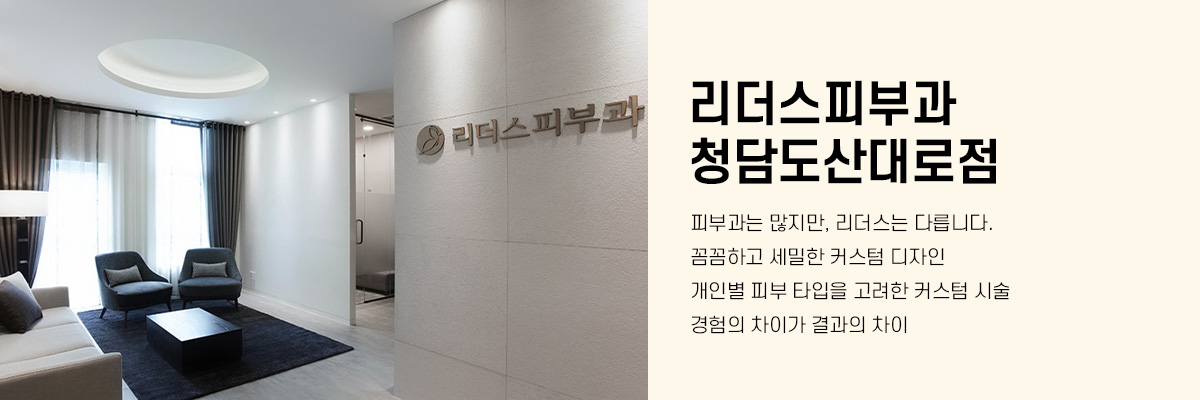 리더스피부과
리더스피부과
청담도산대로점
피부과는 많지만, 리더스는 다릅니다.
꼼꼼하고 세밀한 커스텀 디자인
개인별 피부 타입을 고려한 커스텀 시술
경험의 차이가 결과의 차이